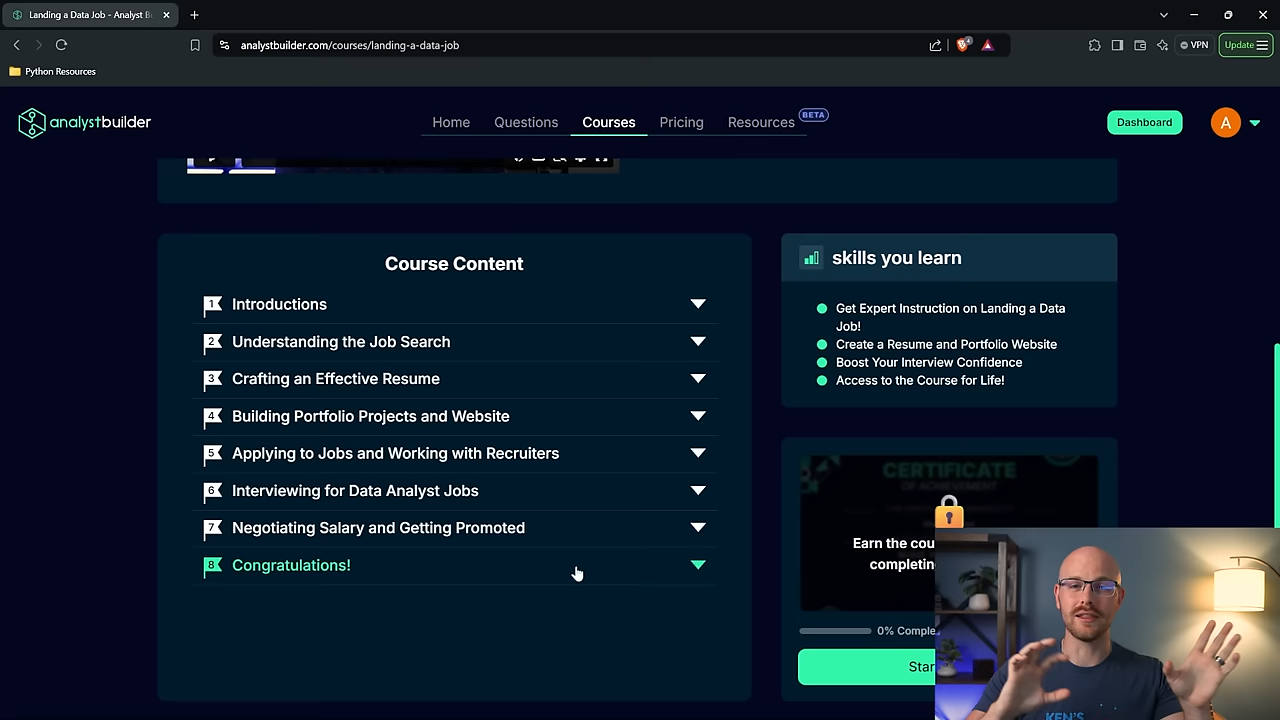 Landing a Data Job - Analyst B
analystbuilder.com/courses/landing-a-data-job
4
VPN
Update
Python Resources
analystbuilder
Home
Questions
Courses
Pricing
Resources
BETA
Dashboard
A
Course Content
1 Introductions
2 Understanding the Job Search
3 Crafting an Effective Resume
4 Building Portfolio Projects and Website
5 Applying to Jobs and Working with Recruiters
6 Interviewing for Data Analyst Jobs
7 Negotiating Salary and Getting Promoted
8 Congratulations!
skills you learn
Get Expert Instruction on Landing a Data
Job!
Create a Resume and Portfolio Website
Boost Your Interview Confidence
Access to the Course for Life!
CERTIFICATE
OF ACHIEVEMENT
Earn the cou
completin
0% Comple
Star
KEN'S